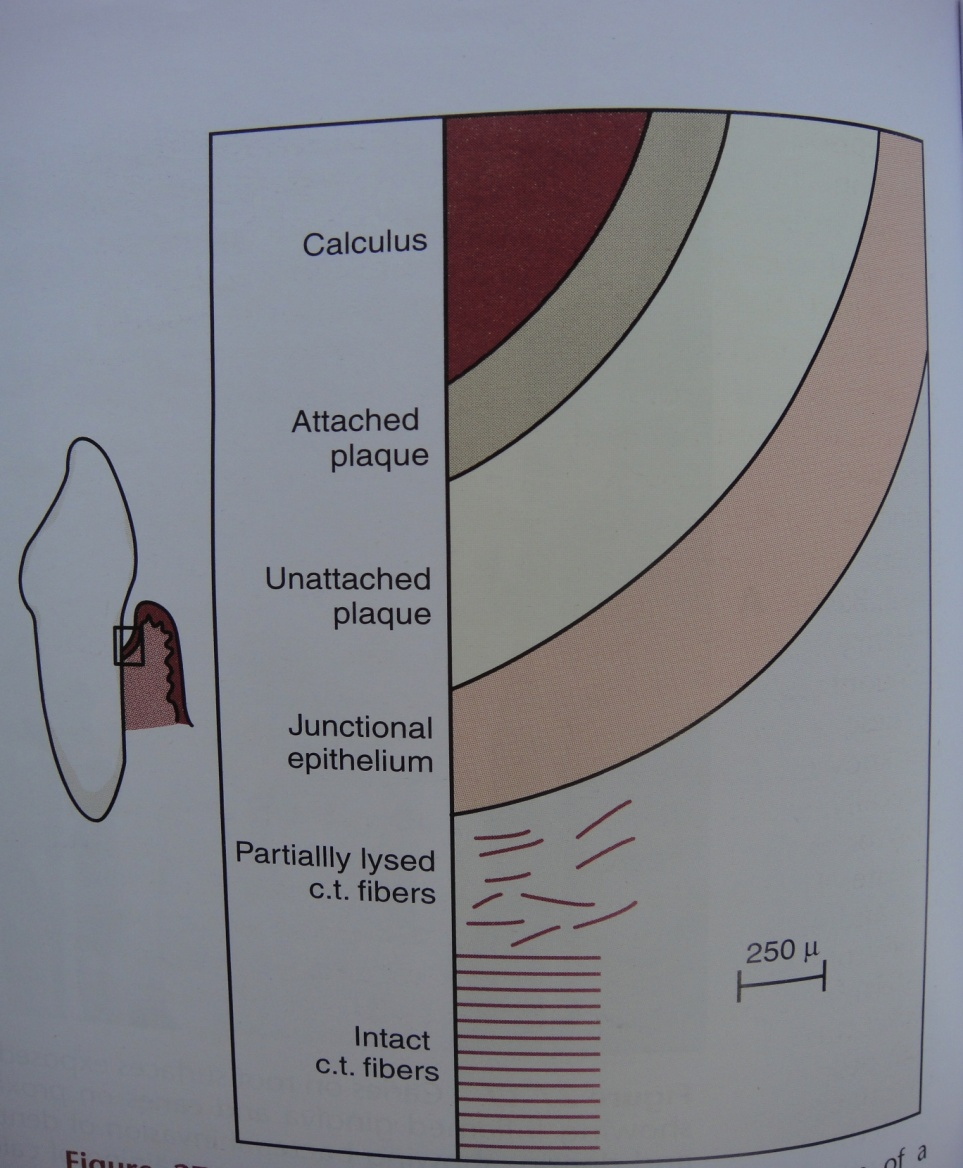 Calculus
Attached
plaque
Unattached
plaque
Junctional
epithelium
Partiallly lysed
c.t. fibers
250 μ
Intact
c.t. fibers
Figure
of a